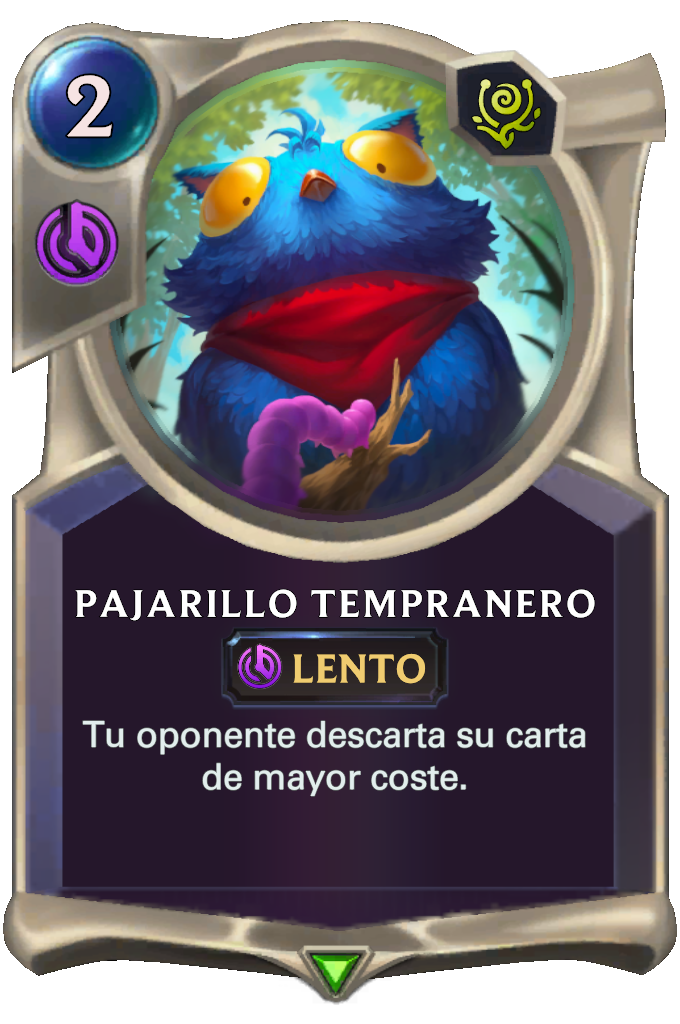 2
PAJARILLO TEMPRANERO
LENTO
Tu oponente descarta su carta
de mayor coste.